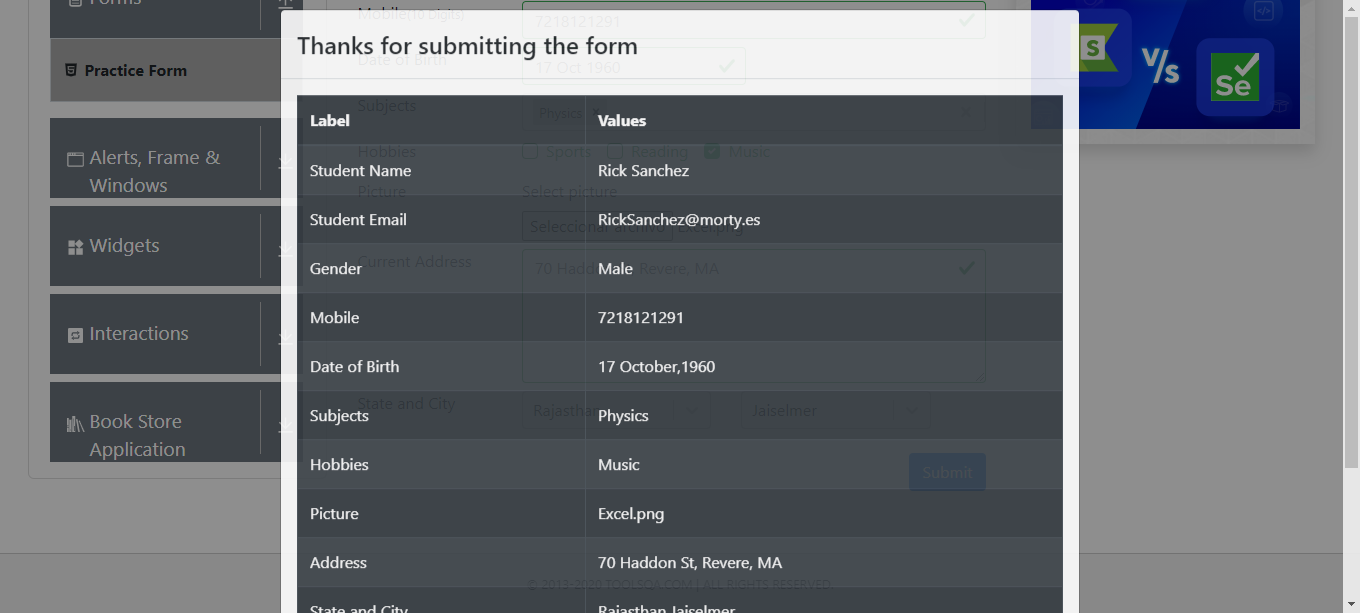 Forms
Practice Form
Alerts, Frame &
Windows
Widgets
Interactions
Book Store
Application
Thanks for submitting the form
Label Values
Student Name Rick Sanchez
Student Email RickSanchez@morty.es
Gender Male
Mobile 7218121291
Date of Birth 17 October,1960
Subjects Physics
Hobbies Music
Picture Excel.png
Address 70 Haddon St, Revere, MA
State and City Rajasthan Jaiselmer
Mobile(10 Digits) 7218121291
Date of Birth 17 Oct 1960
Subjects Physics
Hobbies Sports Reading Music
Picture Select picture
Seleccionar archivo Excel.png
Current Address 70 Haddon St, Revere, MA
State and City Rajasthan Jaiselmer
Submit
© 2013-2020 TOOLSQA.COM | ALL RIGHTS RESERVED.
S V/s Se